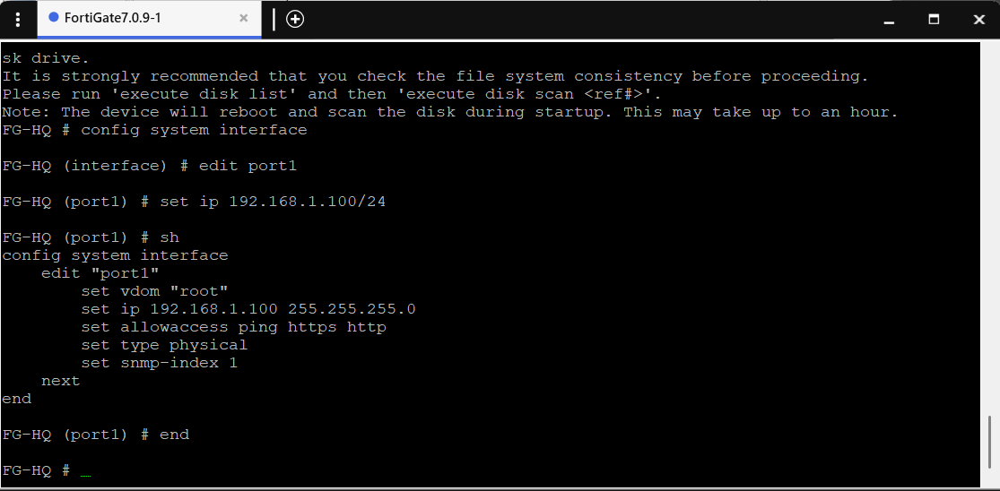 FortiGate7.0.9-1
sk drive.
It is strongly recommended that you check the file system consistency before proceeding.
Please run 'execute disk list' and then 'execute disk scan <ref#>'.
Note: The device will reboot and scan the disk during startup. This may take up to an hour.
FG-HQ # config system interface
FG-HQ (interface) # edit port1
FG-HQ (port1) # set ip 192.168.1.100/24
FG-HQ (port1) # sh
config system interface
    edit "port1"
        set vdom "root"
        set ip 192.168.1.100 255.255.255.0
        set allowaccess ping https http
        set type physical
        set snmp-index 1
    next
end
FG-HQ (port1) # end
FG-HQ #